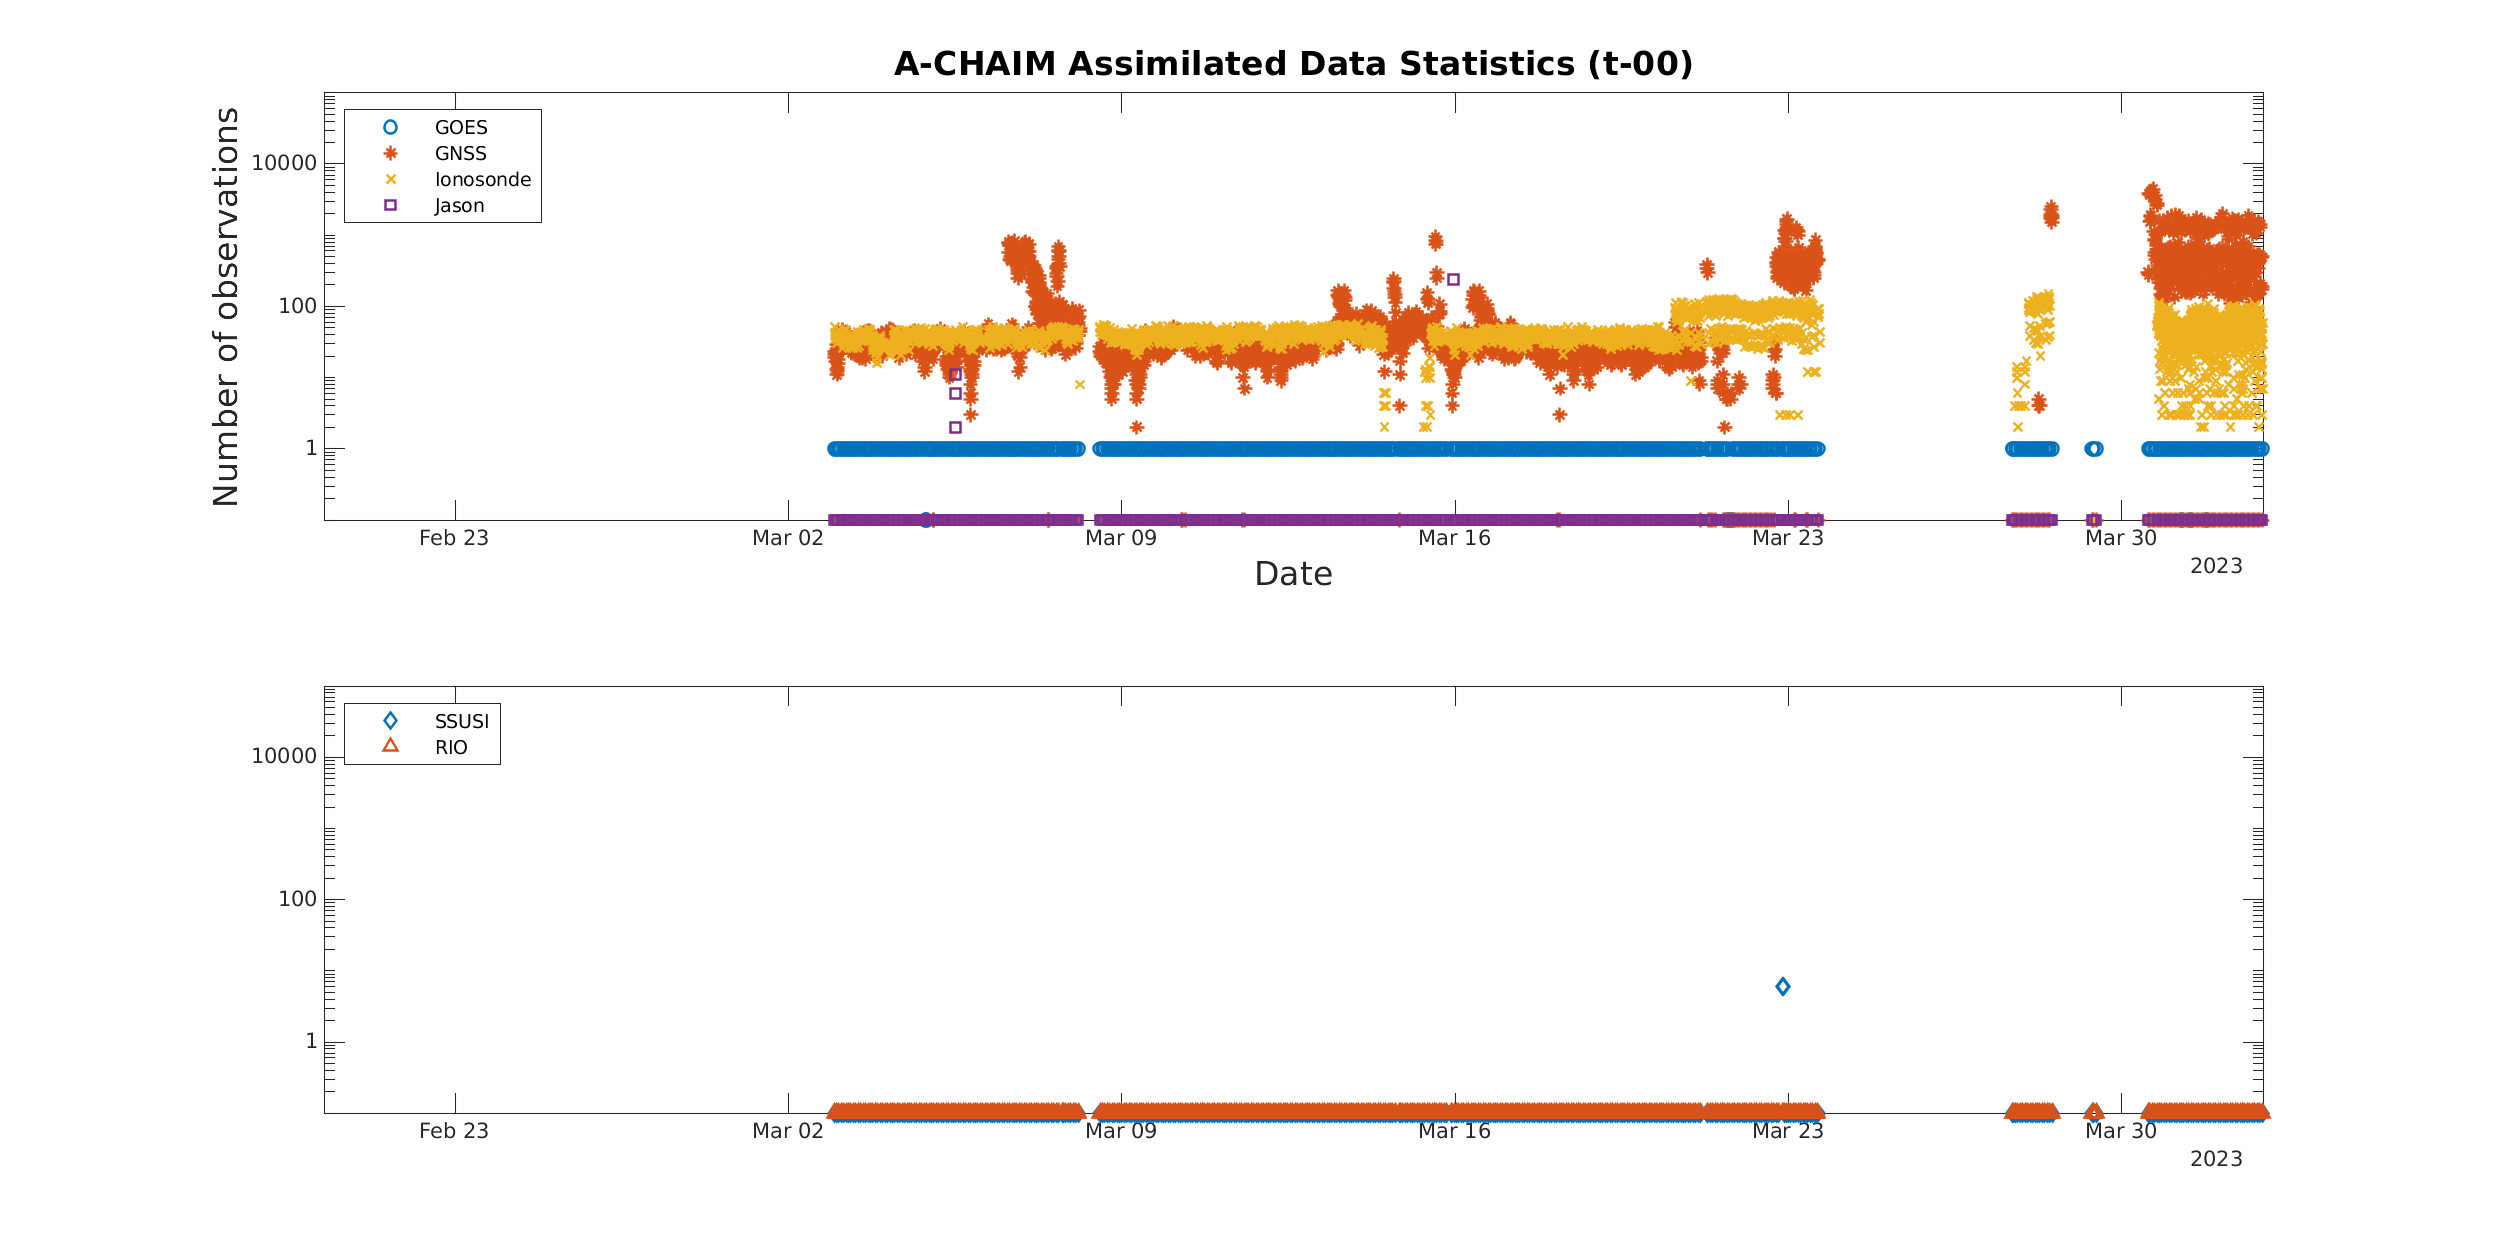 A-CHAIM Assimilated Data Statistics (t-00)
Number of observations
10000
100
1
GOES
GNSS
Ionosonde
Jason
Feb 23 Mar 02 Mar 09 Mar 16 Mar 23 Mar 30
2023
Date
10000
100
1
SSUSI
RIO
Feb 23 Mar 02 Mar 09 Mar 16 Mar 23 Mar 30
2023